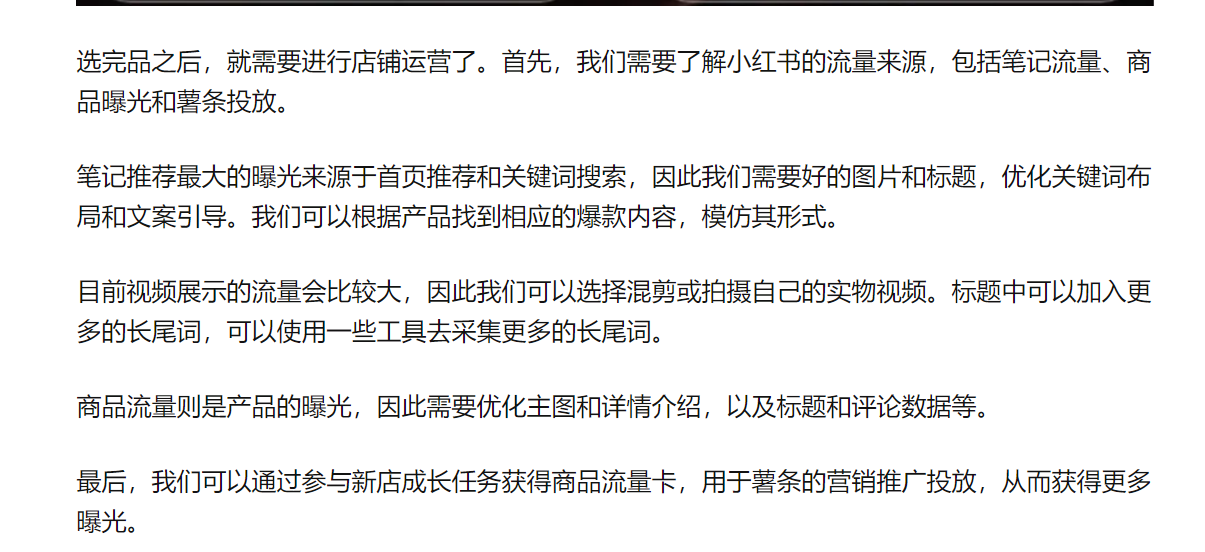 选完品之后，就需要进行店铺运营了。首先，我们需要了解小红书的流量来源，包括笔记流量、商
品曝光和薯条投放。
笔记推荐最大的曝光来源于首页推荐和关键词搜索，因此我们需要好的图片和标题，优化关键词布
局和文案引导。我们可以根据产品找到相应的爆款内容，模仿其形式。
目前视频展示的流量会比较大，因此我们可以选择混剪或拍摄自己的实物视频。标题中可以加入更
多的长尾词，可以使用一些工具去采集更多的长尾词。
商品流量则是产品的曝光，因此需要优化主图和详情介绍，以及标题和评论数据等。
最后，我们可以通过参与新店成长任务获得商品流量卡，用于薯条的营销推广投放，从而获得更多
曝光。